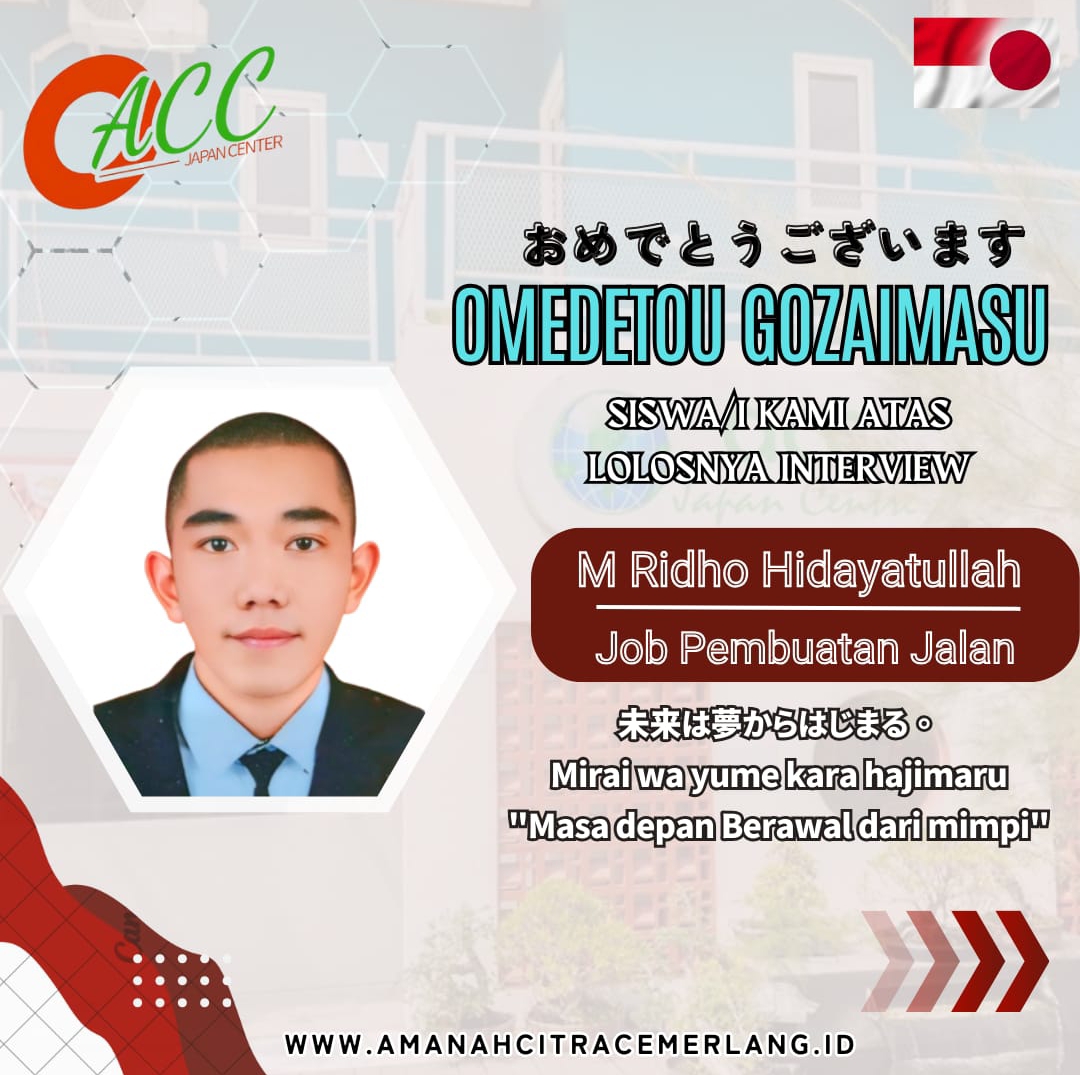 ACC
JAPAN CENTER
おめでとうございます
OMEDETOU GOZAIMASU
SISWA/I KAMI ATAS
LOLOSNYA INTERVIEW
M Ridho Hidayatullah
Job Pembuatan Jalan
未来は夢からはじまる。
Mirai wa yume kara hajimaru
"Masa depan Berawal dari mimpi"
WWW.AMANAHCITRACEMERLANG.ID